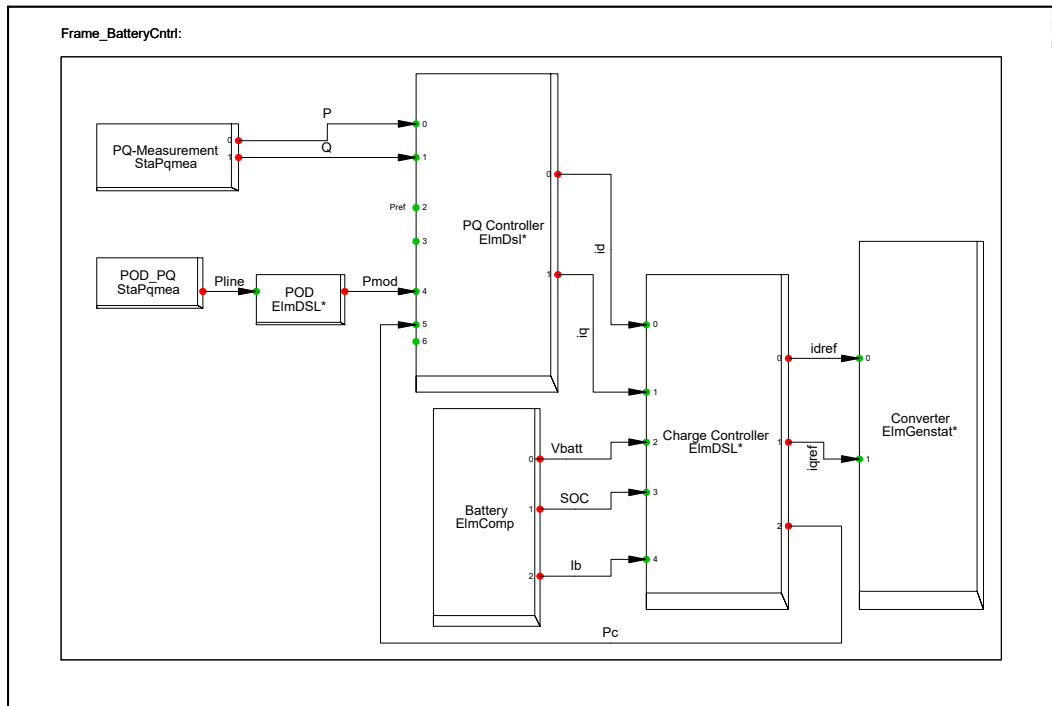 Frame_BatteryCntrl:
P
0
0
PQ-Measurement
StaPqmea
1
Q
1
0
Pref
2
PQ Controller
ElmDsl*
3
id
POD_PQ
StaPqmea
Pline
POD
ElmDSL*
Pmod
4
1
5
6
iq
0
0
idref
0
1
Converter
ElmGenstat*
Charge Controller
ElmDSL*
Vbatt
2
1
iqref
1
0
SOC
3
Battery
ElmComp
1
2
Ib
4
2
Pc